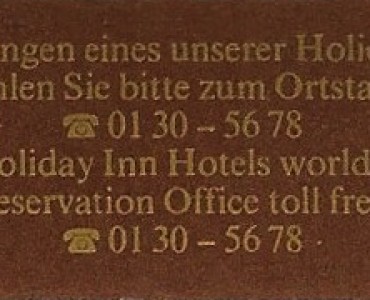 ngen eines unserer Holid
hlen Sie bitte zum Ortsta
☎ 01 30 – 56 78
oliday Inn Hotels world
eservation Office toll fre
☎ 01 30 – 56 78